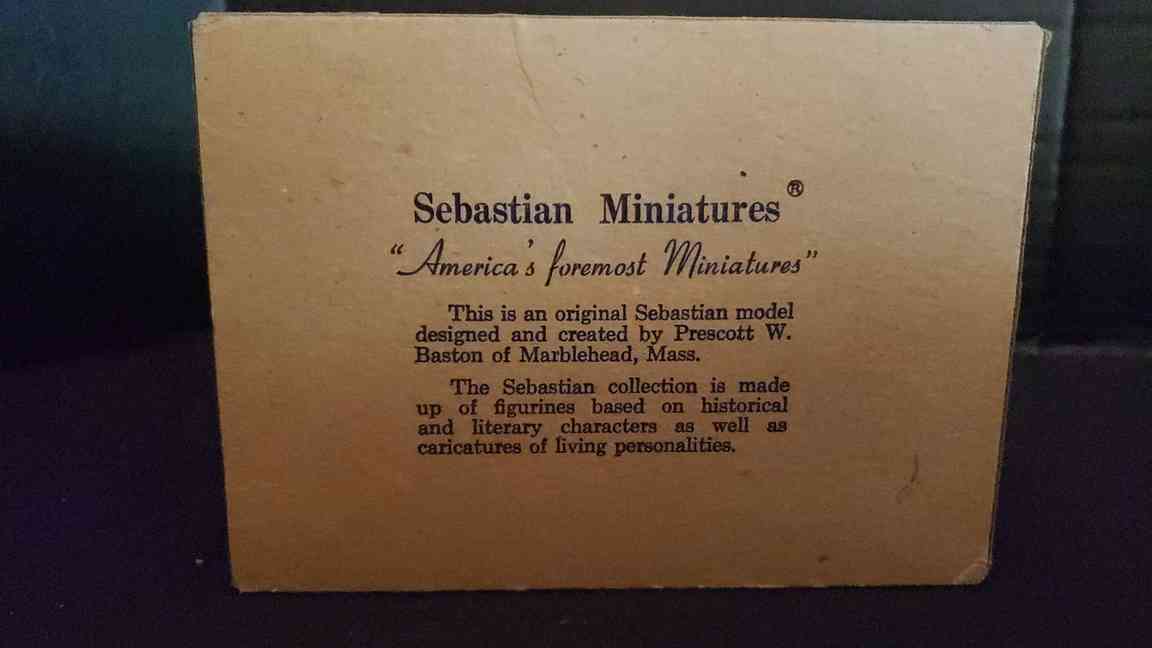 Sebastian Miniatures®
"America's foremost Miniatures"
This is an original Sebastian model
designed and created by Prescott W.
Baston of Marblehead, Mass.
The Sebastian collection is made
up of figurines based on historical
and literary characters as well as
caricatures of living personalities.